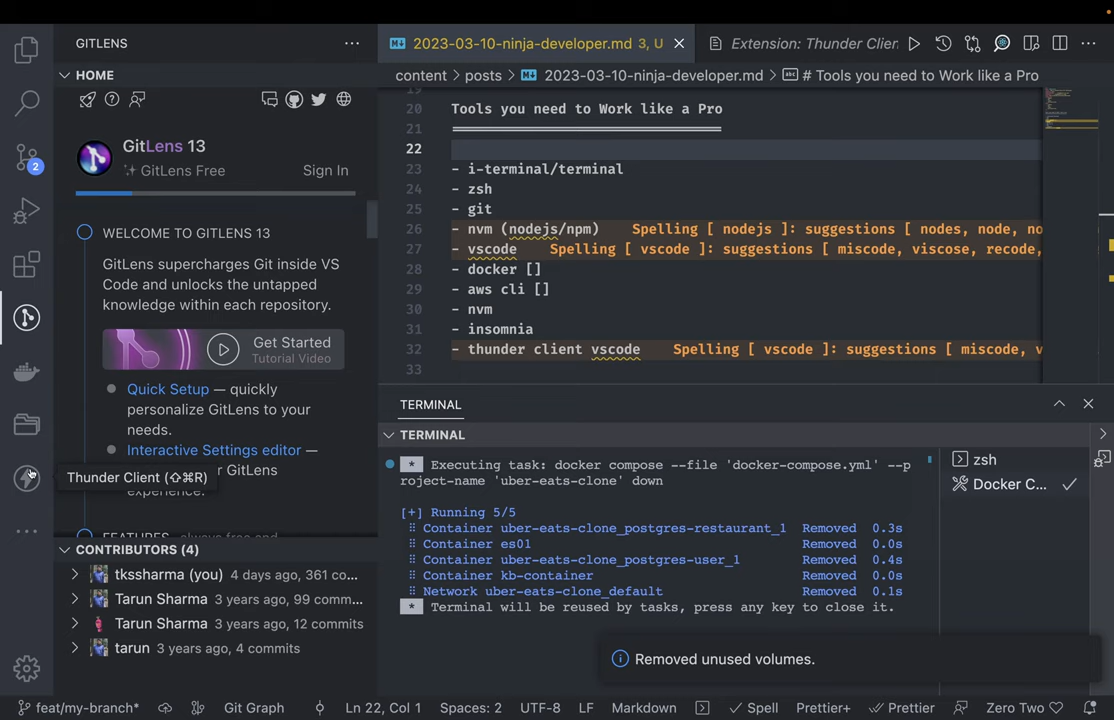 GITLENS
HOME
GitLens 13
GitLens Free
Sign In
WELCOME TO GITLENS 13
GitLens supercharges Git inside VS
Code and unlocks the untapped
knowledge within each repository.
Get Started
Tutorial Video
Quick Setup — quickly
personalize GitLens to your
needs.
Interactive Settings editor —
GitLens
Thunder Client (⇧⌘R)
experience.
2
CONTRIBUTORS (4)
tkssharma (you) 4 days ago, 361 co...
Tarun Sharma 3 years ago, 99 comm...
Tarun Sharma 3 years ago, 12 commits
tarun 3 years ago, 4 commits
2023-03-10-ninja-developer.md 3, U
Extension: Thunder Clien
content > posts > 2023-03-10-ninja-developer.md > # Tools you need to Work like a Pro
19
20 Tools you need to Work like a Pro
21 =================================
22
23 - i-terminal/terminal
24 - zsh
25 - git
26 - nvm (nodejs/npm) Spelling [ nodejs ]: suggestions [ nodes, node, no
27 - vscode Spelling [ vscode ]: suggestions [ miscode, viscose, recode,
28 - docker []
29 - aws cli []
30 - nvm
31 - insomnia
32 - thunder client vscode Spelling [ vscode ]: suggestions [ miscode, v
33
TERMINAL
TERMINAL
* Executing task: docker compose --file 'docker-compose.yml' --p
roject-name 'uber-eats-clone' down
[+] Running 5/5
Container uber-eats-clone_postgres-restaurant_1 Removed 0.3s
Container es01 Removed 0.0s
Container uber-eats-clone_postgres-user_1 Removed 0.4s
Container kb-container Removed 0.0s
Network uber-eats-clone_default Removed 0.1s
* Terminal will be reused by tasks, press any key to close it.
zsh
Docker C...
Removed unused volumes.
feat/my-branch* Git Graph Ln 22, Col 1 Spaces: 2 UTF-8 LF Markdown Spell Prettier+ Prettier Zero Two